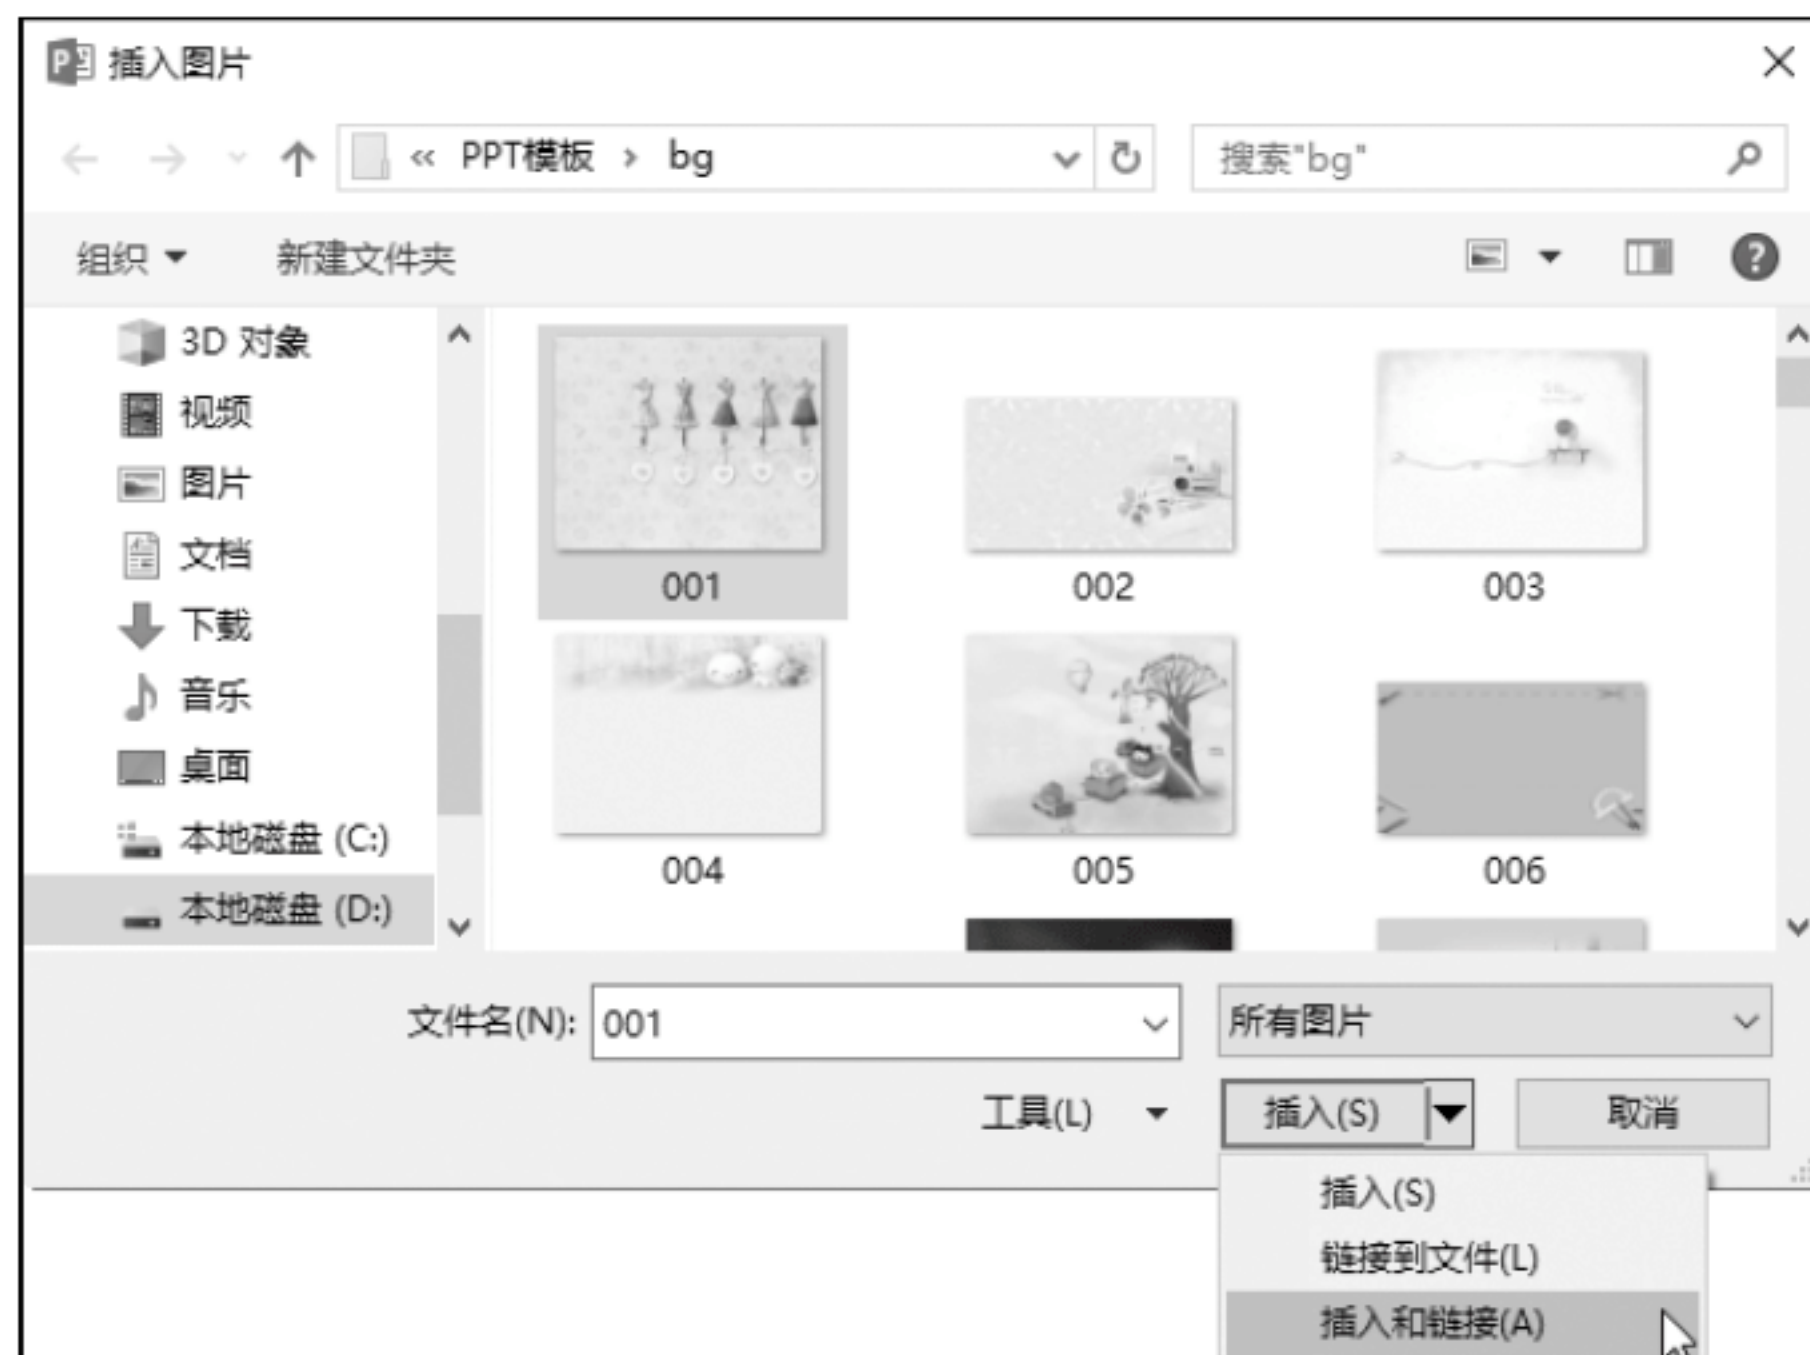 插入图片
« PPT模板 › bg
搜索"bg"
组织
新建文件夹
3D 对象
视频
图片
文档
下载
音乐
桌面
本地磁盘 (C:)
本地磁盘 (D:)
001
002
003
004
005
006
文件名(N):
001
所有图片
工具(L)
插入(S)
取消
插入(S)
链接到文件(L)
插入和链接(A)